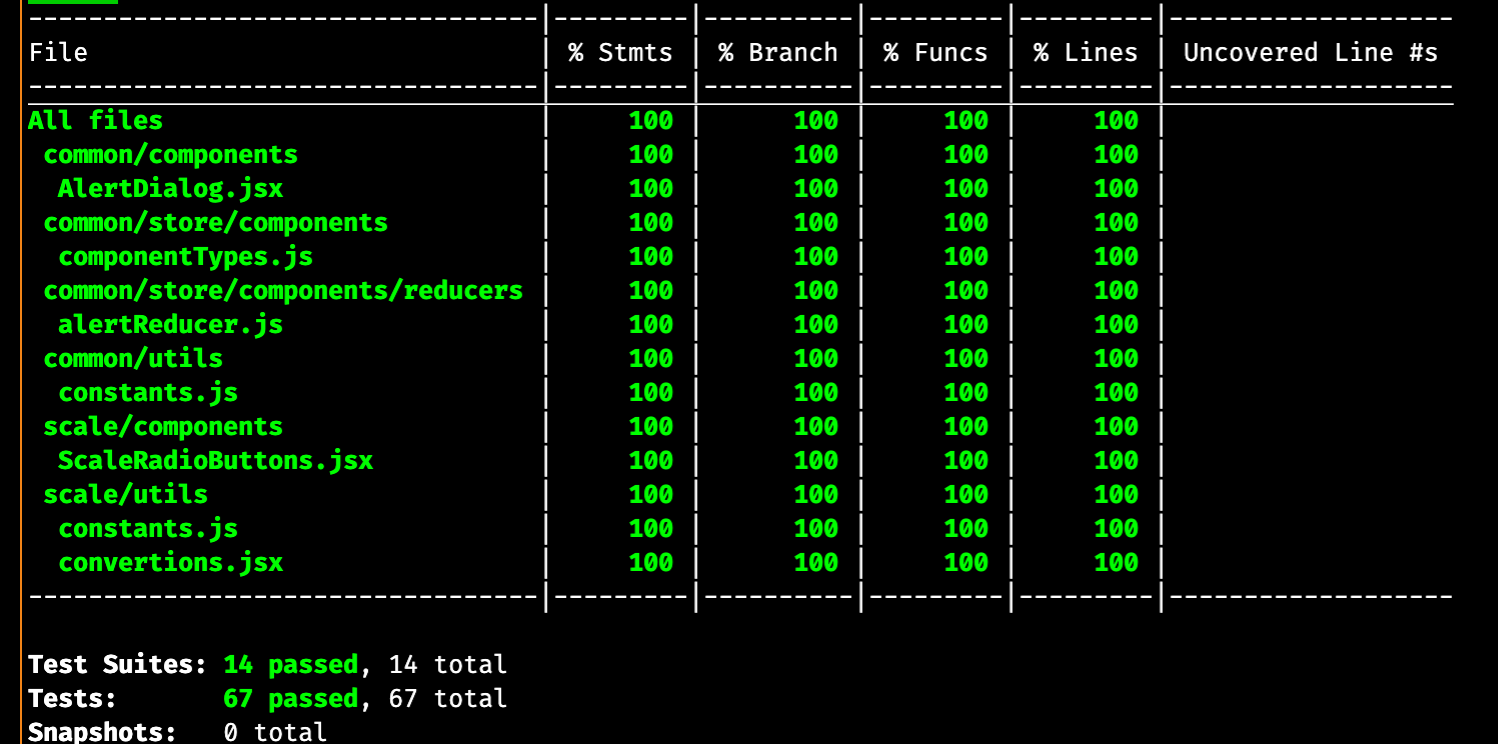 ----------------------------------|---------|----------|---------|---------|-------------------
File                              | % Stmts | % Branch | % Funcs | % Lines | Uncovered Line #s
----------------------------------|---------|----------|---------|---------|-------------------
All files                         |     100 |      100 |     100 |     100 |
 common/components                |     100 |      100 |     100 |     100 |
  AlertDialog.jsx                 |     100 |      100 |     100 |     100 |
 common/store/components          |     100 |      100 |     100 |     100 |
  componentTypes.js               |     100 |      100 |     100 |     100 |
 common/store/components/reducers |     100 |      100 |     100 |     100 |
  alertReducer.js                 |     100 |      100 |     100 |     100 |
 common/utils                     |     100 |      100 |     100 |     100 |
  constants.js                    |     100 |      100 |     100 |     100 |
 scale/components                 |     100 |      100 |     100 |     100 |
  ScaleRadioButtons.jsx           |     100 |      100 |     100 |     100 |
 scale/utils                      |     100 |      100 |     100 |     100 |
  constants.js                    |     100 |      100 |     100 |     100 |
  convertions.jsx                 |     100 |      100 |     100 |     100 |
----------------------------------|---------|----------|---------|---------|-------------------
Test Suites: 14 passed, 14 total
Tests:       67 passed, 67 total
Snapshots:   0 total